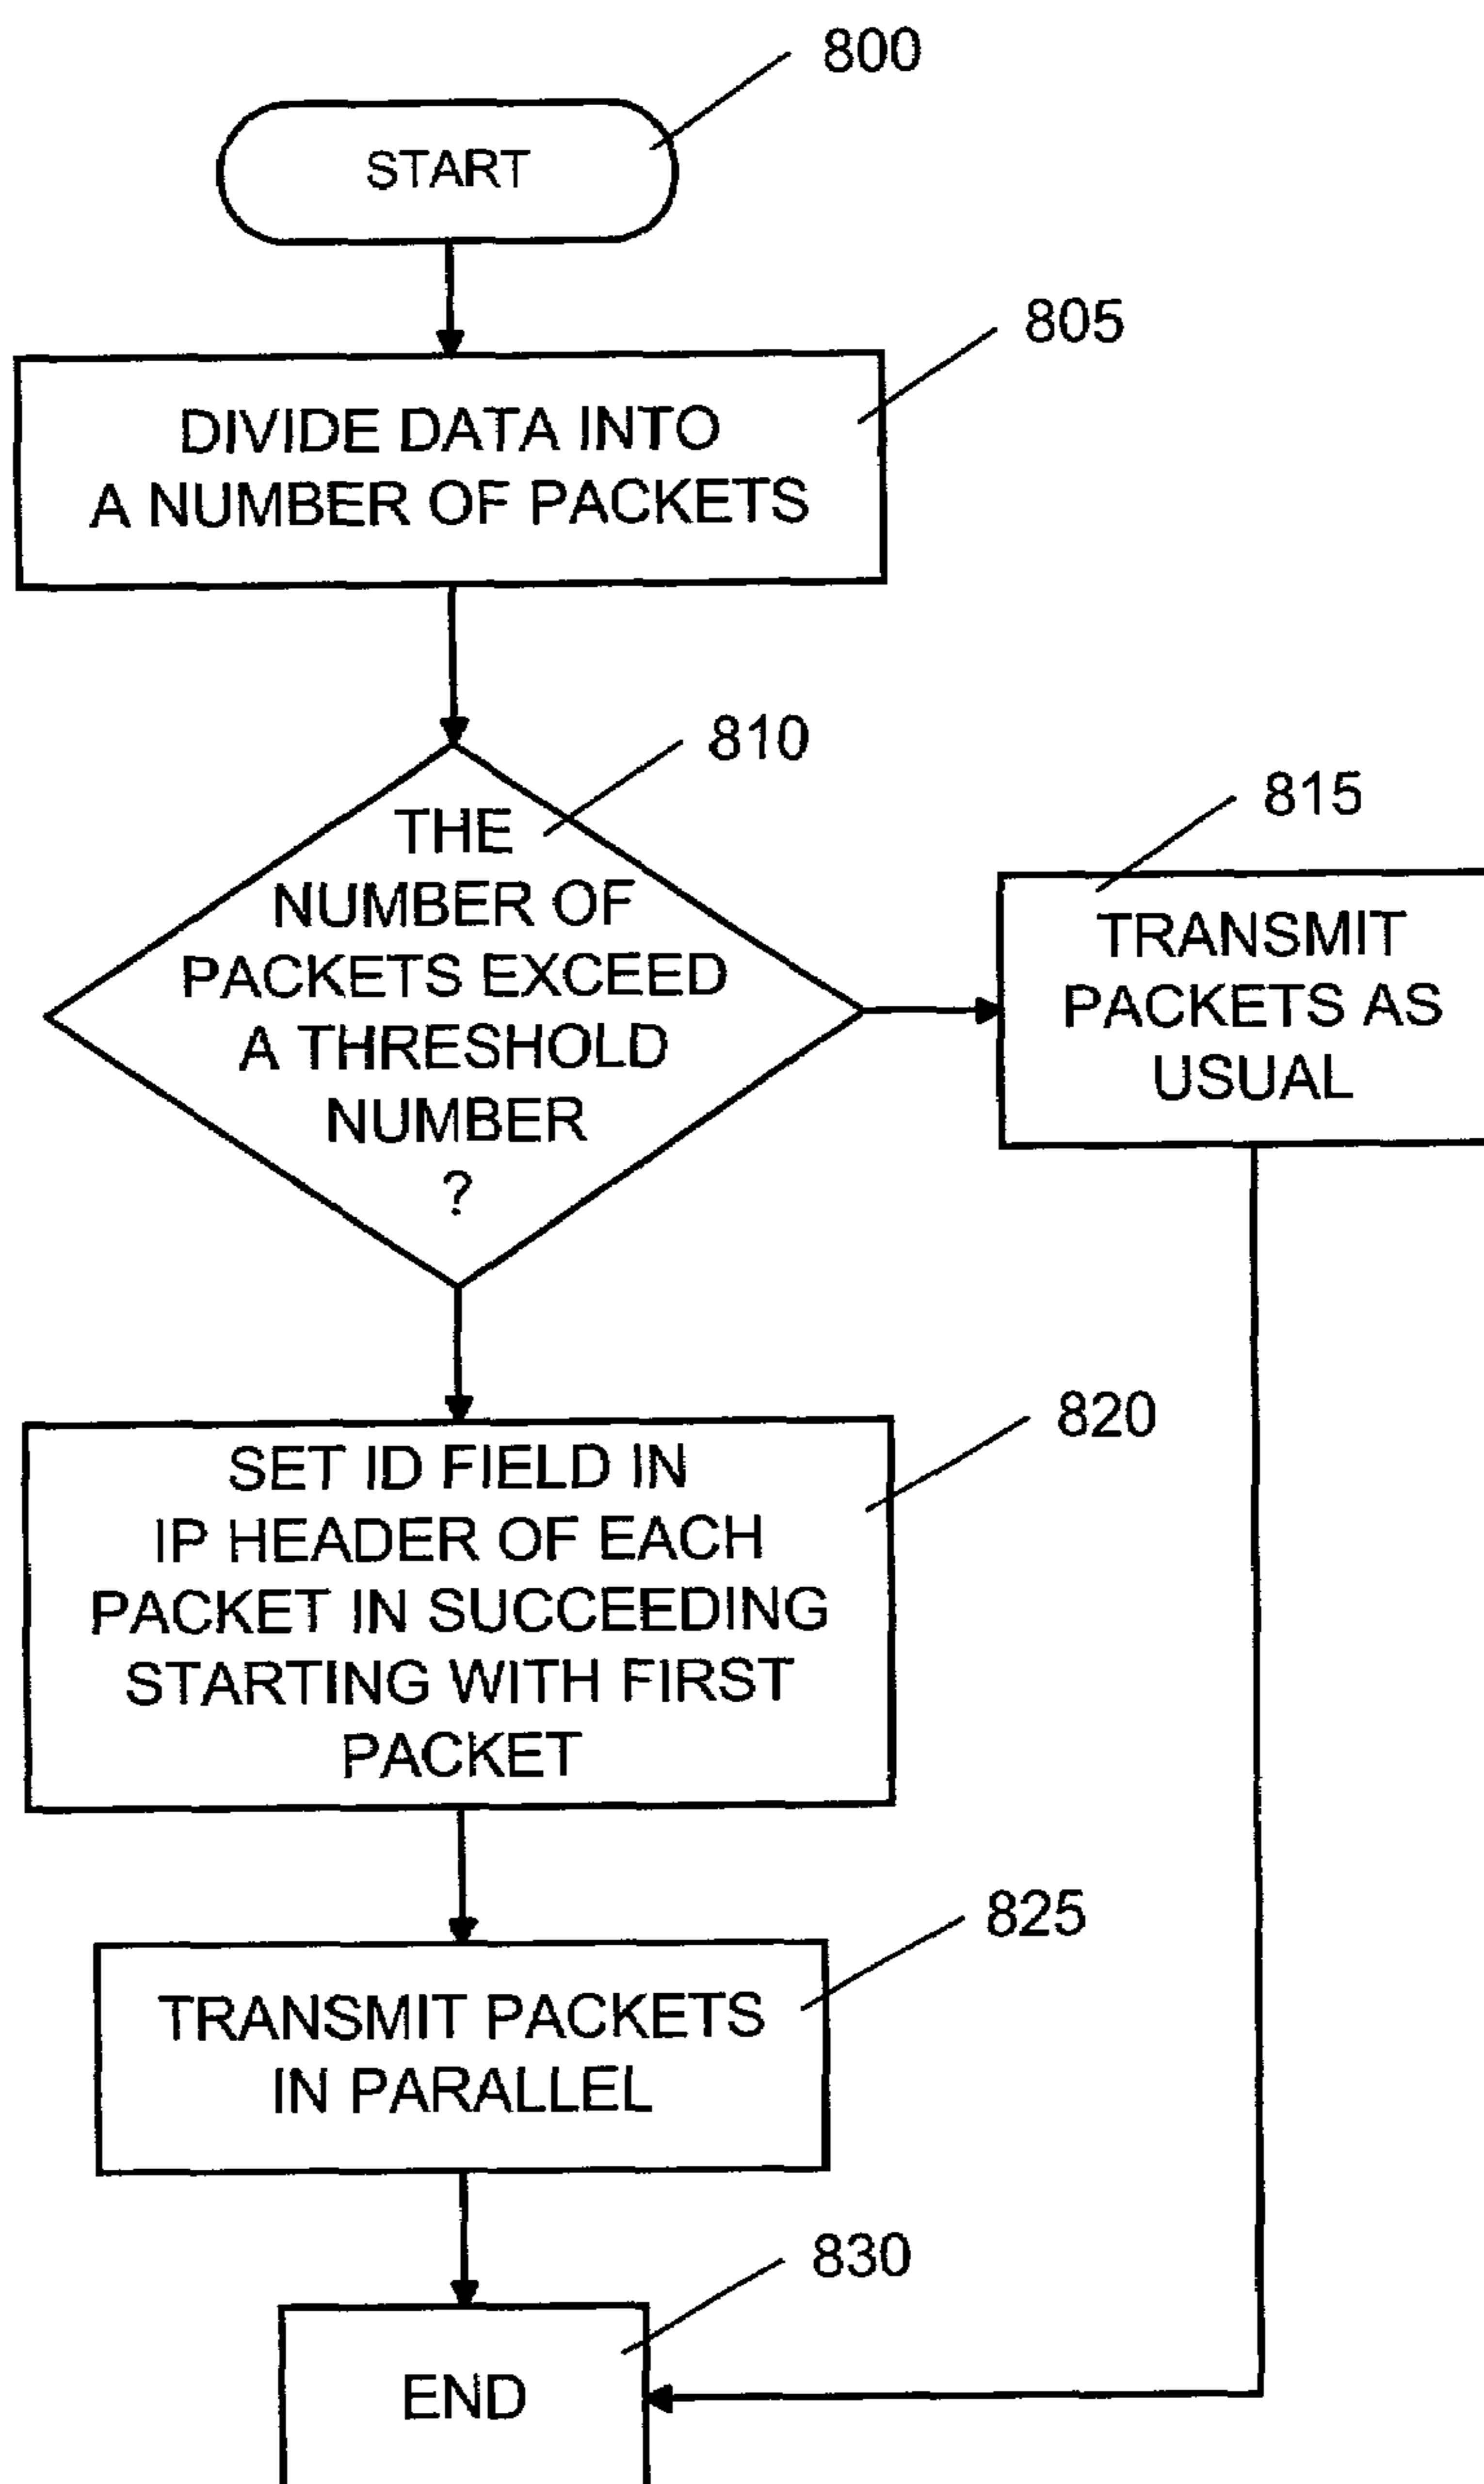 800
START
805
DIVIDE DATA INTO
A NUMBER OF PACKETS
810
THE
NUMBER OF
PACKETS EXCEED
A THRESHOLD
NUMBER
?
815
TRANSMIT
PACKETS AS
USUAL
820
SET ID FIELD IN
IP HEADER OF EACH
PACKET IN SUCCEEDING
STARTING WITH FIRST
PACKET
825
TRANSMIT PACKETS
IN PARALLEL
830
END